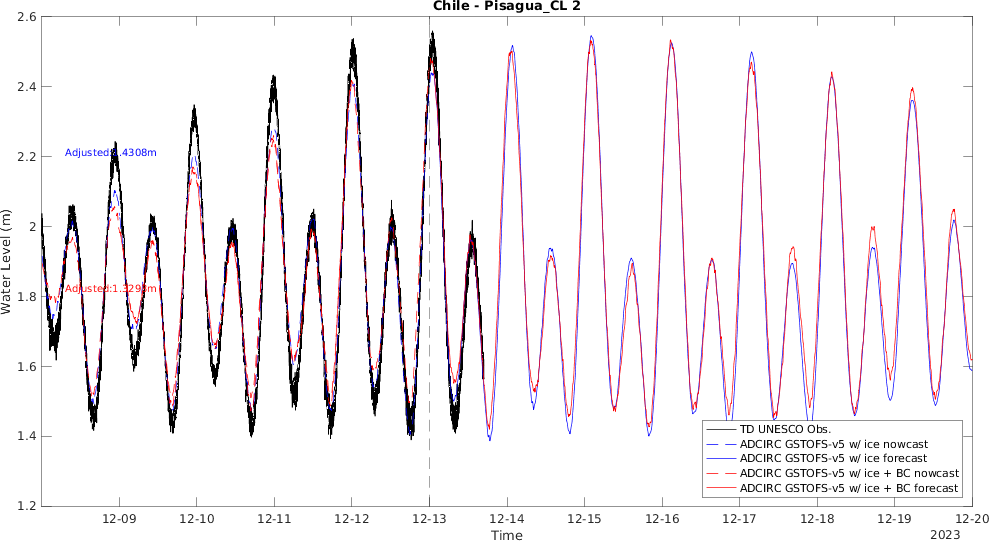 Chile - Pisagua_CL 2
2.6
2.4
2.2
2
1.8
1.6
1.4
1.2
Water Level (m)
Adjusted:1.4308m
TD UNESCO Obs.
ADCIRC GSTOFS-v5 w/ ice nowcast
ADCIRC GSTOFS-v5 w/ ice forecast
ADCIRC GSTOFS-v5 w/ ice + BC nowcast
ADCIRC GSTOFS-v5 w/ ice + BC forecast
12-09
12-10
12-11
12-12
12-13
12-14
12-15
12-16
12-17
12-18
12-19
12-20
Time
2023